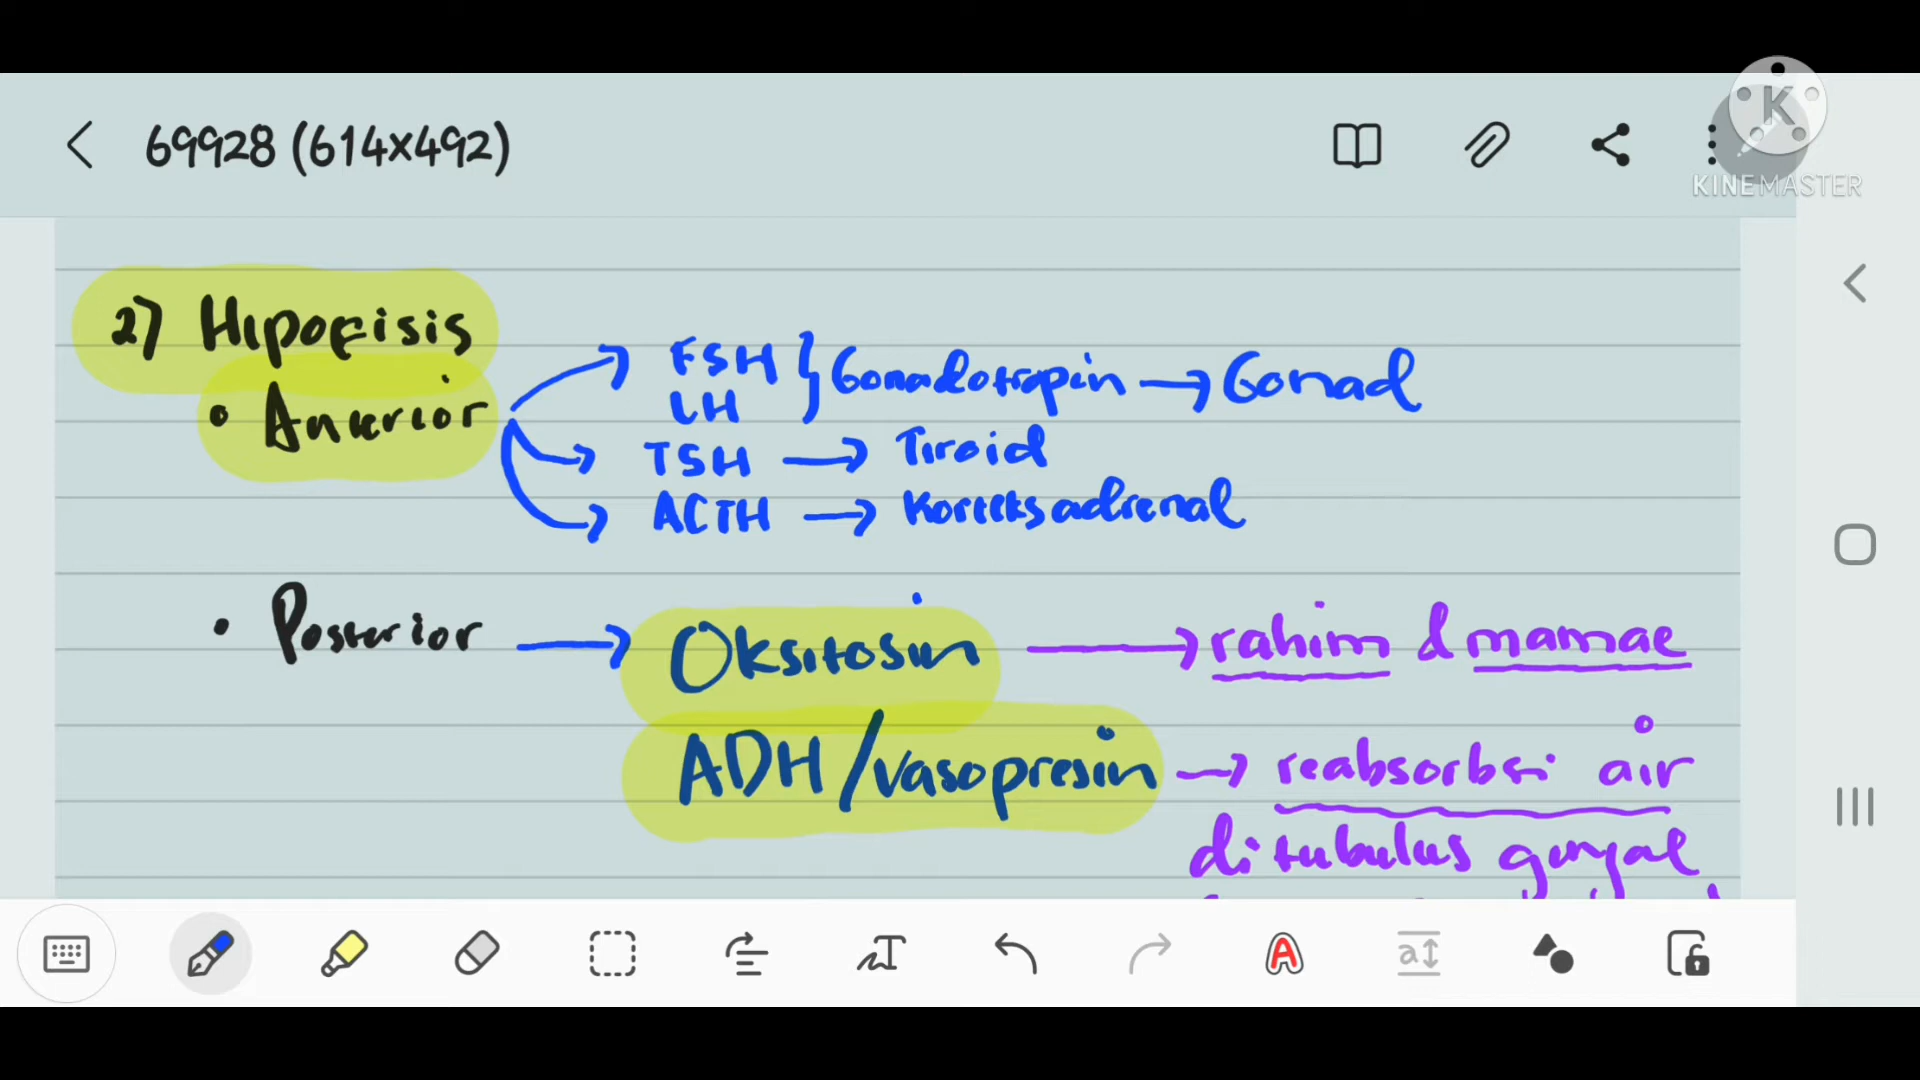 69928 (614x492)
KINEMASTER
2) Hipofisis
• Anterior
FSH
LH } Gonadotropin → Gonad
TSH → Tiroid
ACTH → Korteks adrenal
• Posterior → Oksitosin → rahim & mamae
ADH/vasopresin → reabsorbsi air
di tubulus ginjal